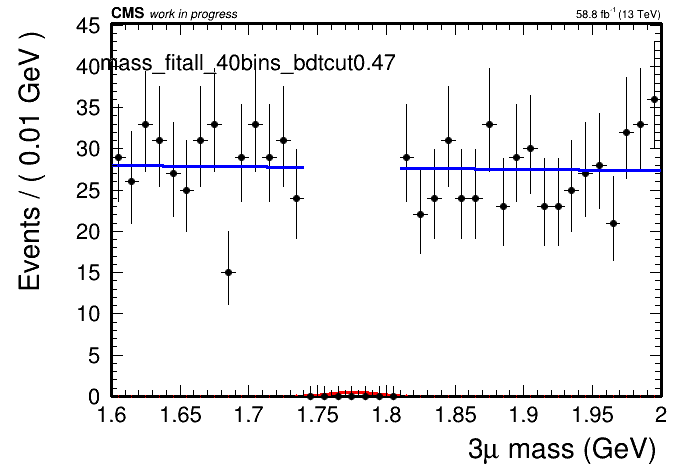 CMS work in progress 58.8 fb⁻¹ (13 TeV)
mass_fitall_40bins_bdtcut0.47
Events / ( 0.01 GeV )
45
40
35
30
25
20
15
10
5
0
1.6 1.65 1.7 1.75 1.8 1.85 1.9 1.95 2
3μ mass (GeV)